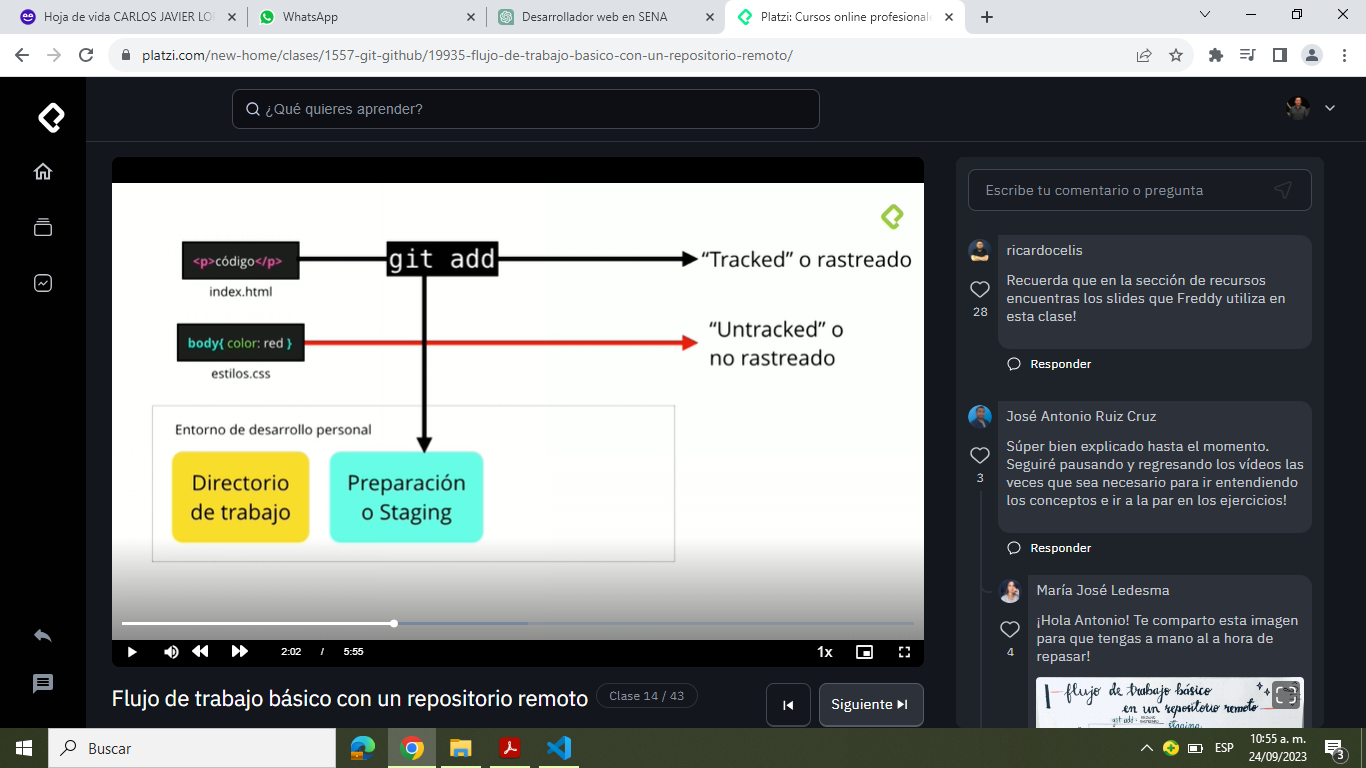 Hoja de vida CARLOS JAVIER LO
WhatsApp
Desarrollador web en SENA
Platzi: Cursos online profesionale
platzi.com/new-home/clases/1557-git-github/19935-flujo-de-trabajo-basico-con-un-repositorio-remoto/
¿Qué quieres aprender?
<p>código</p>
git add
“Tracked” o rastreado
index.html
body{ color: red }
“Untracked” o
no rastreado
estilos.css
Entorno de desarrollo personal
Directorio
de trabajo
Preparación
o Staging
2:02 / 5:55
1x
Flujo de trabajo básico con un repositorio remoto
Clase 14 / 43
Siguiente
Escribe tu comentario o pregunta
ricardocelis
Recuerda que en la sección de recursos
encuentras los slides que Freddy utiliza en
esta clase!
28
Responder
José Antonio Ruiz Cruz
Súper bien explicado hasta el momento.
Seguiré pausando y regresando los vídeos las
veces que sea necesario para ir entendiendo
los conceptos e ir a la par en los ejercicios!
3
Responder
María José Ledesma
¡Hola Antonio! Te comparto esta imagen
para que tengas a mano al a hora de
repasar!
4
flujo de trabajo básico
en un repositorio remoto
git add:
staging
Buscar
ESP
10:55 a. m.
24/09/2023
3